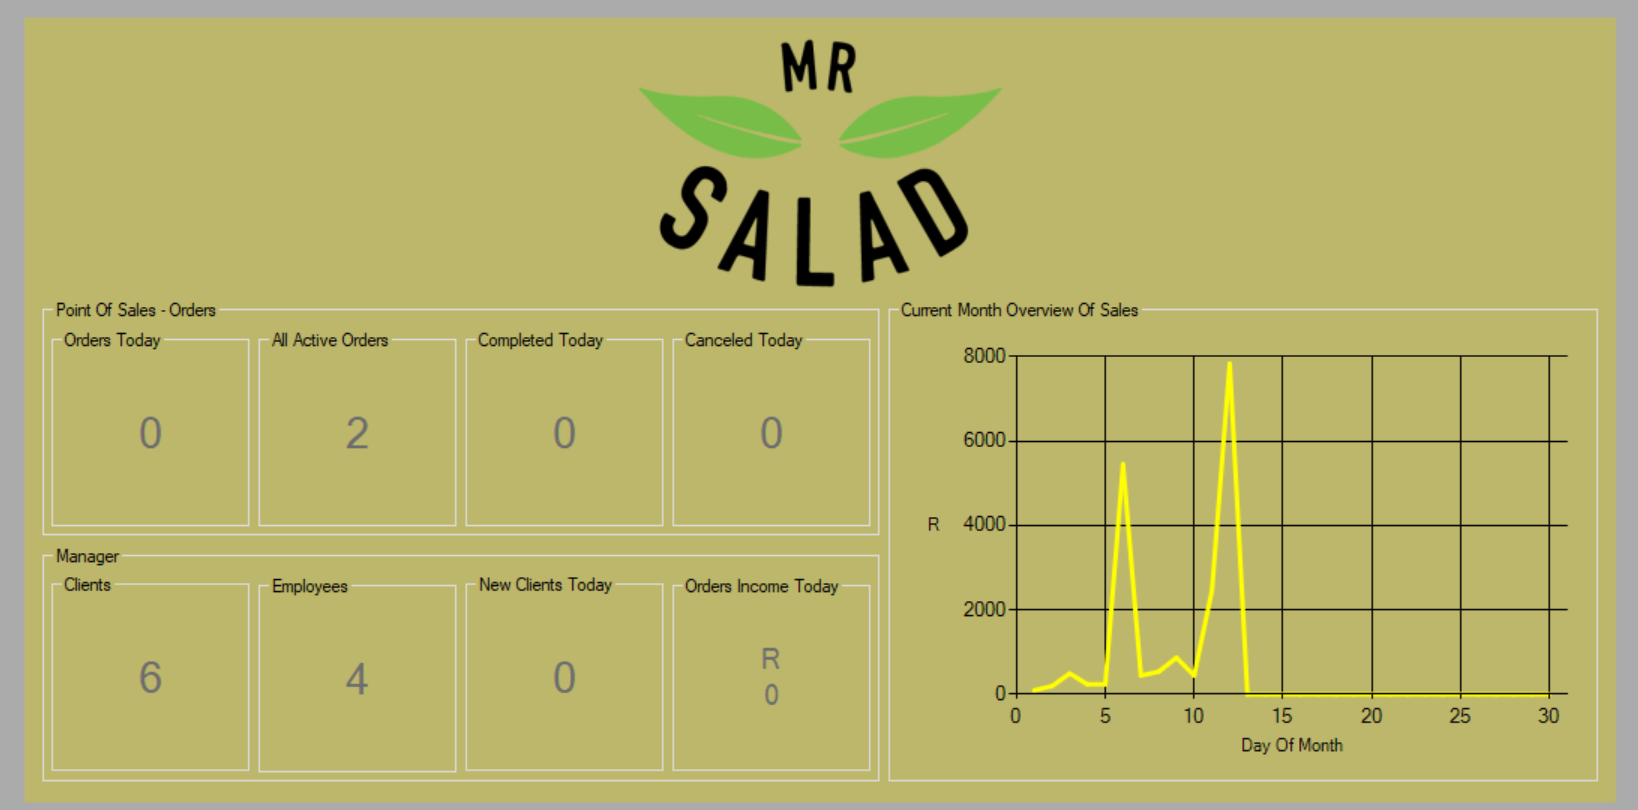 MR
SALAD
Point Of Sales - Orders
Orders Today
All Active Orders
Completed Today
Canceled Today
0
2
0
0
Manager
Clients
Employees
New Clients Today
Orders Income Today
6
4
0
R
0
Current Month Overview Of Sales
8000
6000
R 4000
2000
0
0 5 10 15 20 25 30
Day Of Month